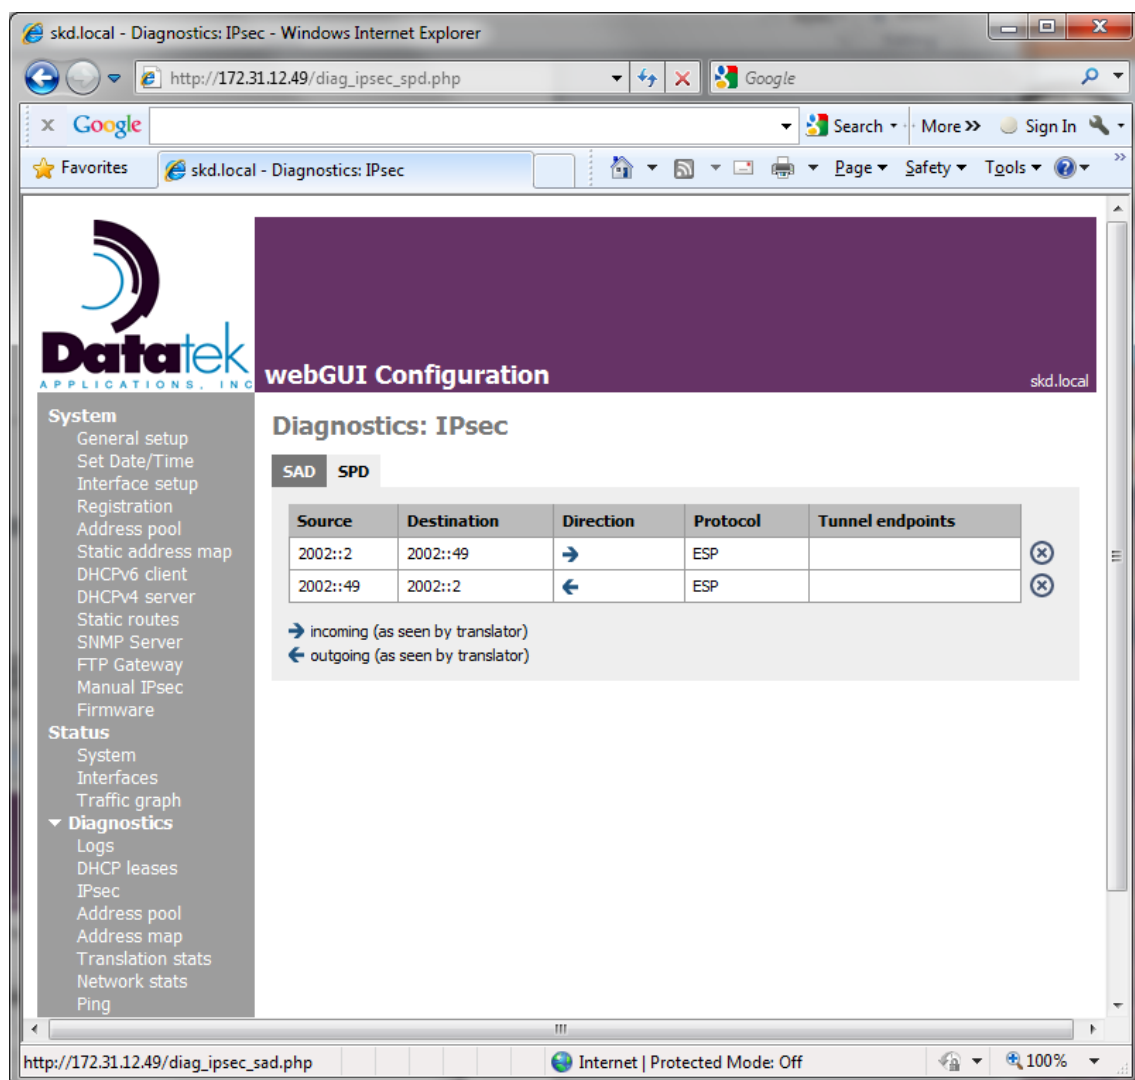 skd.local - Diagnostics: IPsec - Windows Internet Explorer
http://172.31.12.49/diag_ipsec_spd.php Google
x Google Search More >> Sign In
Favorites skd.local - Diagnostics: IPsec Page Safety Tools >>
Datatek
APPLICATIONS, INC
webGUI Configuration skd.local
System
General setup
Set Date/Time
Interface setup
Registration
Address pool
Static address map
DHCPv6 client
DHCPv4 server
Static routes
SNMP Server
FTP Gateway
Manual IPsec
Firmware
Status
System
Interfaces
Traffic graph
Diagnostics
Logs
DHCP leases
IPsec
Address pool
Address map
Translation stats
Network stats
Ping
Diagnostics: IPsec
SAD SPD
Source Destination Direction Protocol Tunnel endpoints
2002::2 2002::49 ESP
2002::49 2002::2 ESP
incoming (as seen by translator)
outgoing (as seen by translator)
http://172.31.12.49/diag_ipsec_sad.php Internet | Protected Mode: Off 100%